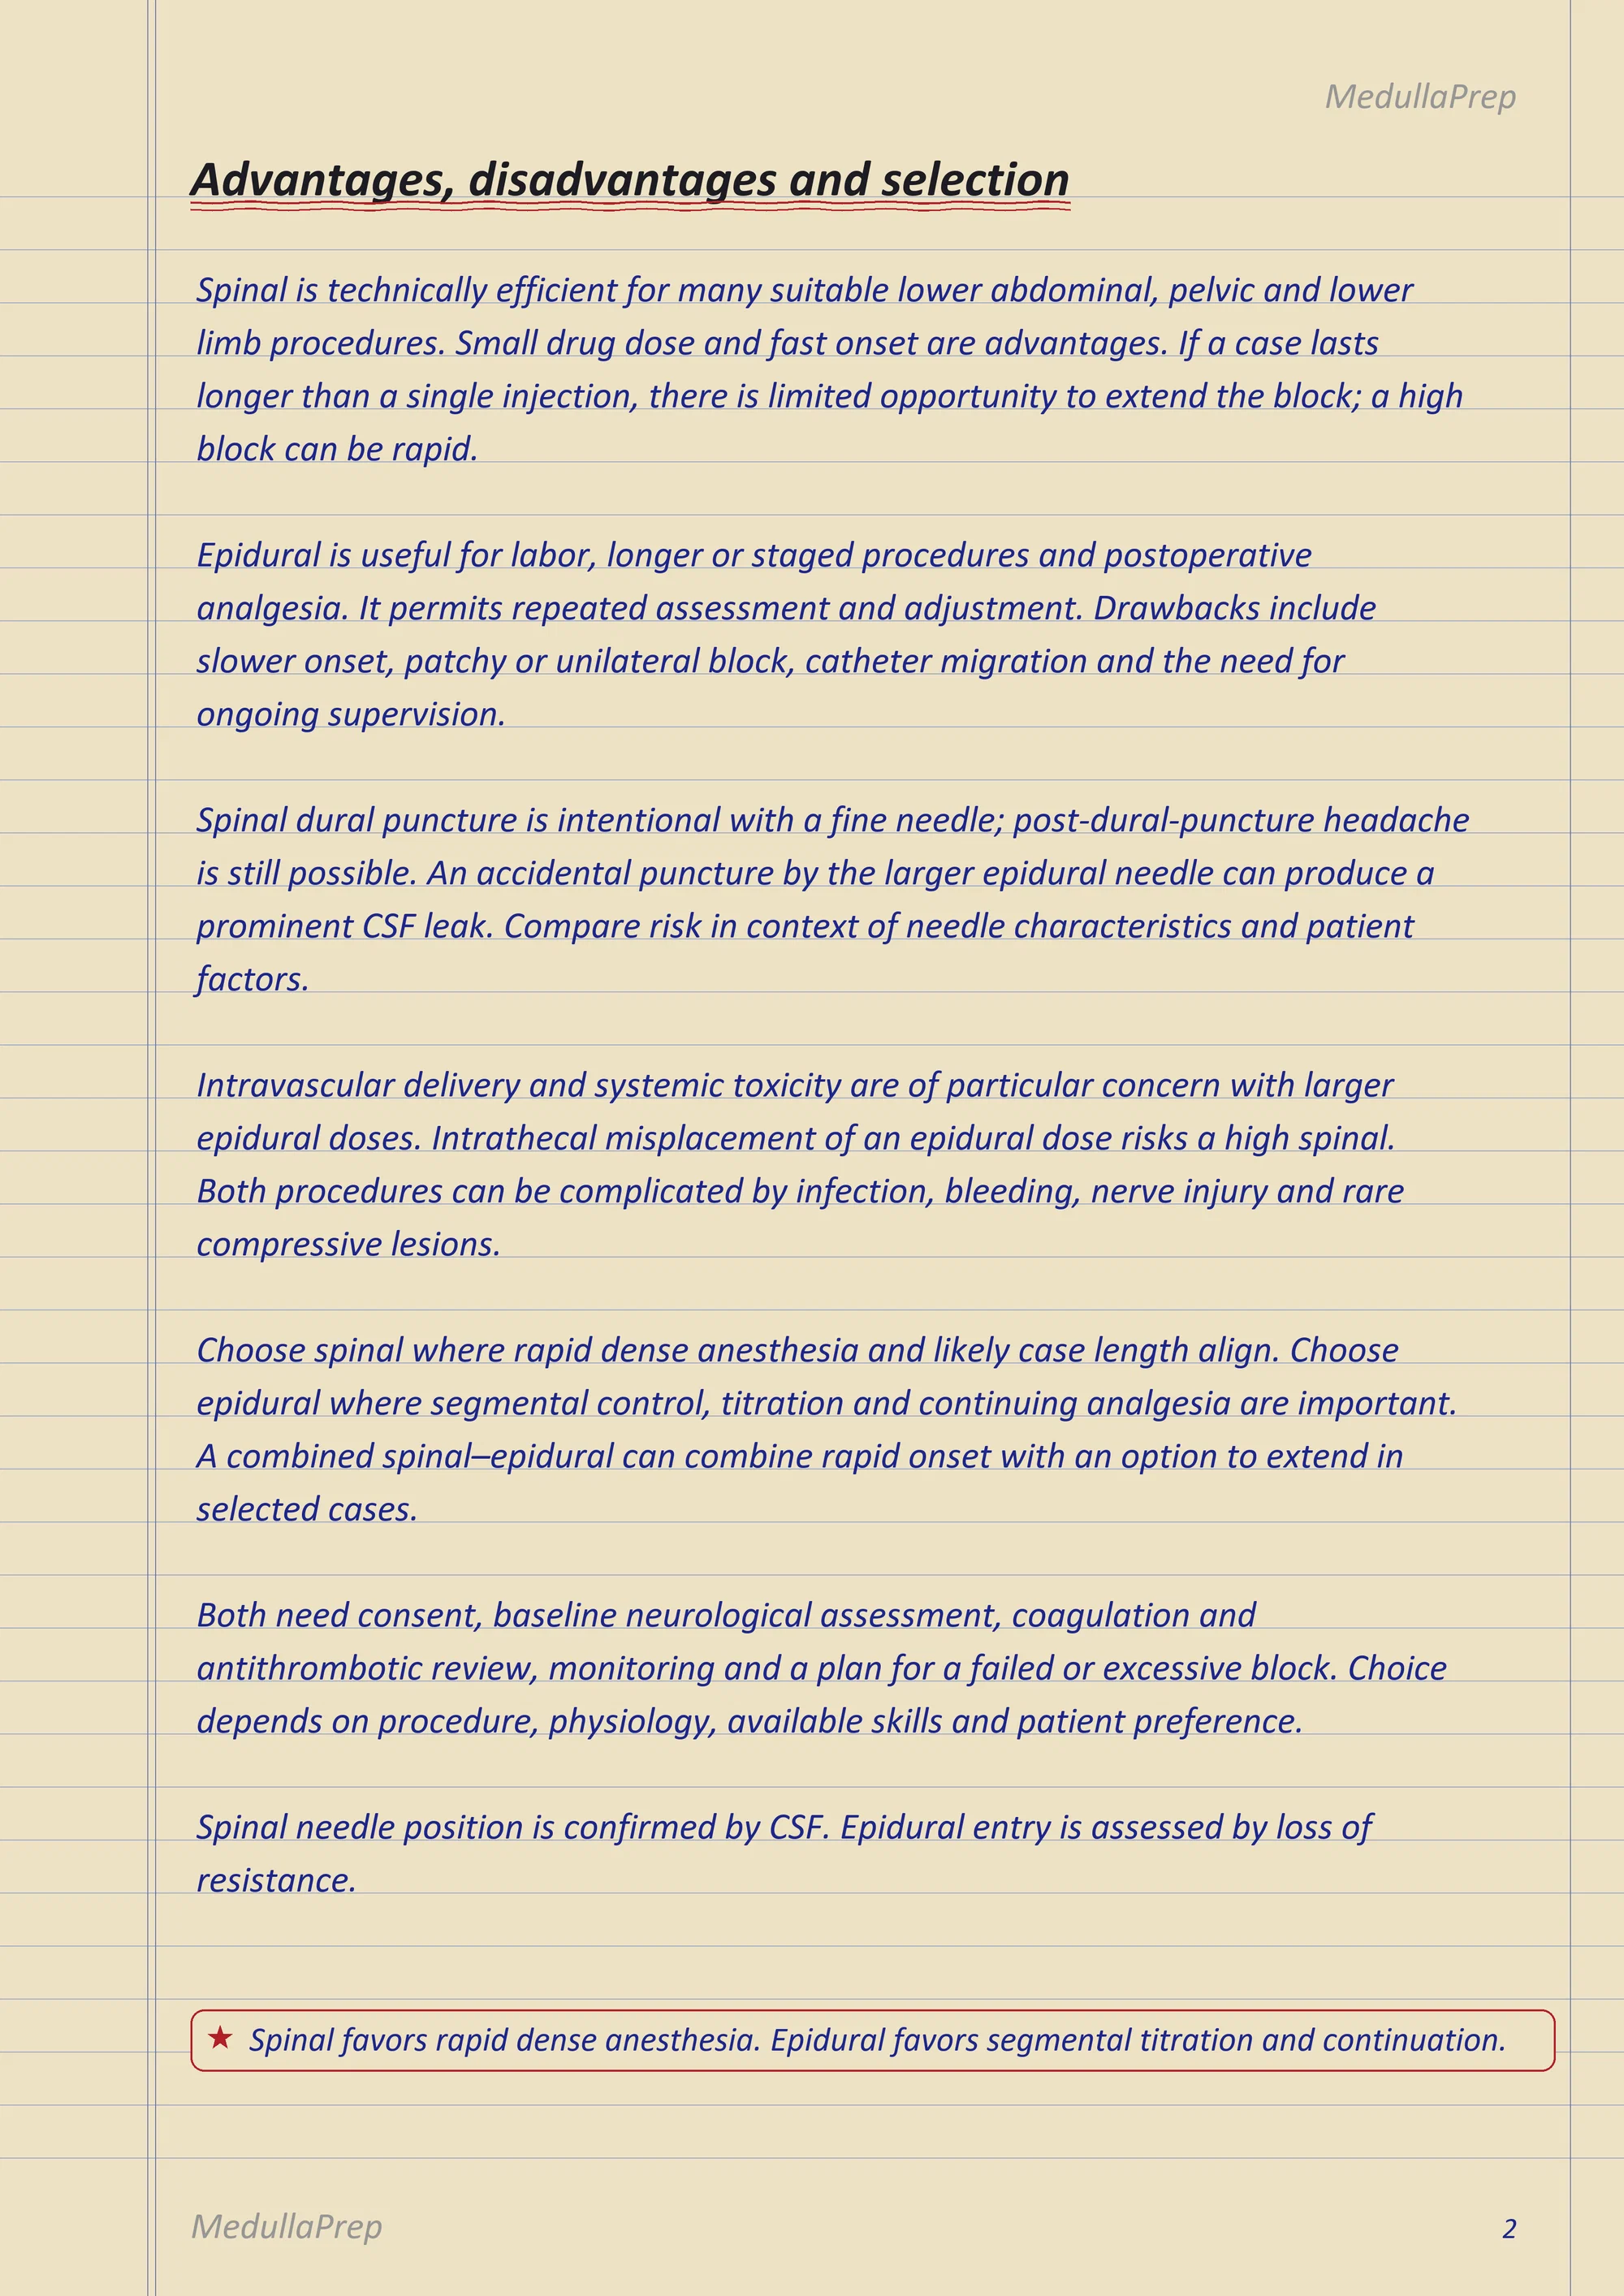 MedullaPrep
Advantages, disadvantages and selection
Spinal is technically efficient for many suitable lower abdominal, pelvic and lower
limb procedures. Small drug dose and fast onset are advantages. If a case lasts
longer than a single injection, there is limited opportunity to extend the block; a high
block can be rapid.
Epidural is useful for labor, longer or staged procedures and postoperative
analgesia. It permits repeated assessment and adjustment. Drawbacks include
slower onset, patchy or unilateral block, catheter migration and the need for
ongoing supervision.
Spinal dural puncture is intentional with a fine needle; post-dural-puncture headache
is still possible. An accidental puncture by the larger epidural needle can produce a
prominent CSF leak. Compare risk in context of needle characteristics and patient
factors.
Intravascular delivery and systemic toxicity are of particular concern with larger
epidural doses. Intrathecal misplacement of an epidural dose risks a high spinal.
Both procedures can be complicated by infection, bleeding, nerve injury and rare
compressive lesions.
Choose spinal where rapid dense anesthesia and likely case length align. Choose
epidural where segmental control, titration and continuing analgesia are important.
A combined spinal–epidural can combine rapid onset with an option to extend in
selected cases.
Both need consent, baseline neurological assessment, coagulation and
antithrombotic review, monitoring and a plan for a failed or excessive block. Choice
depends on procedure, physiology, available skills and patient preference.
Spinal needle position is confirmed by CSF. Epidural entry is assessed by loss of
resistance.
★ Spinal favors rapid dense anesthesia. Epidural favors segmental titration and continuation.
MedullaPrep
2